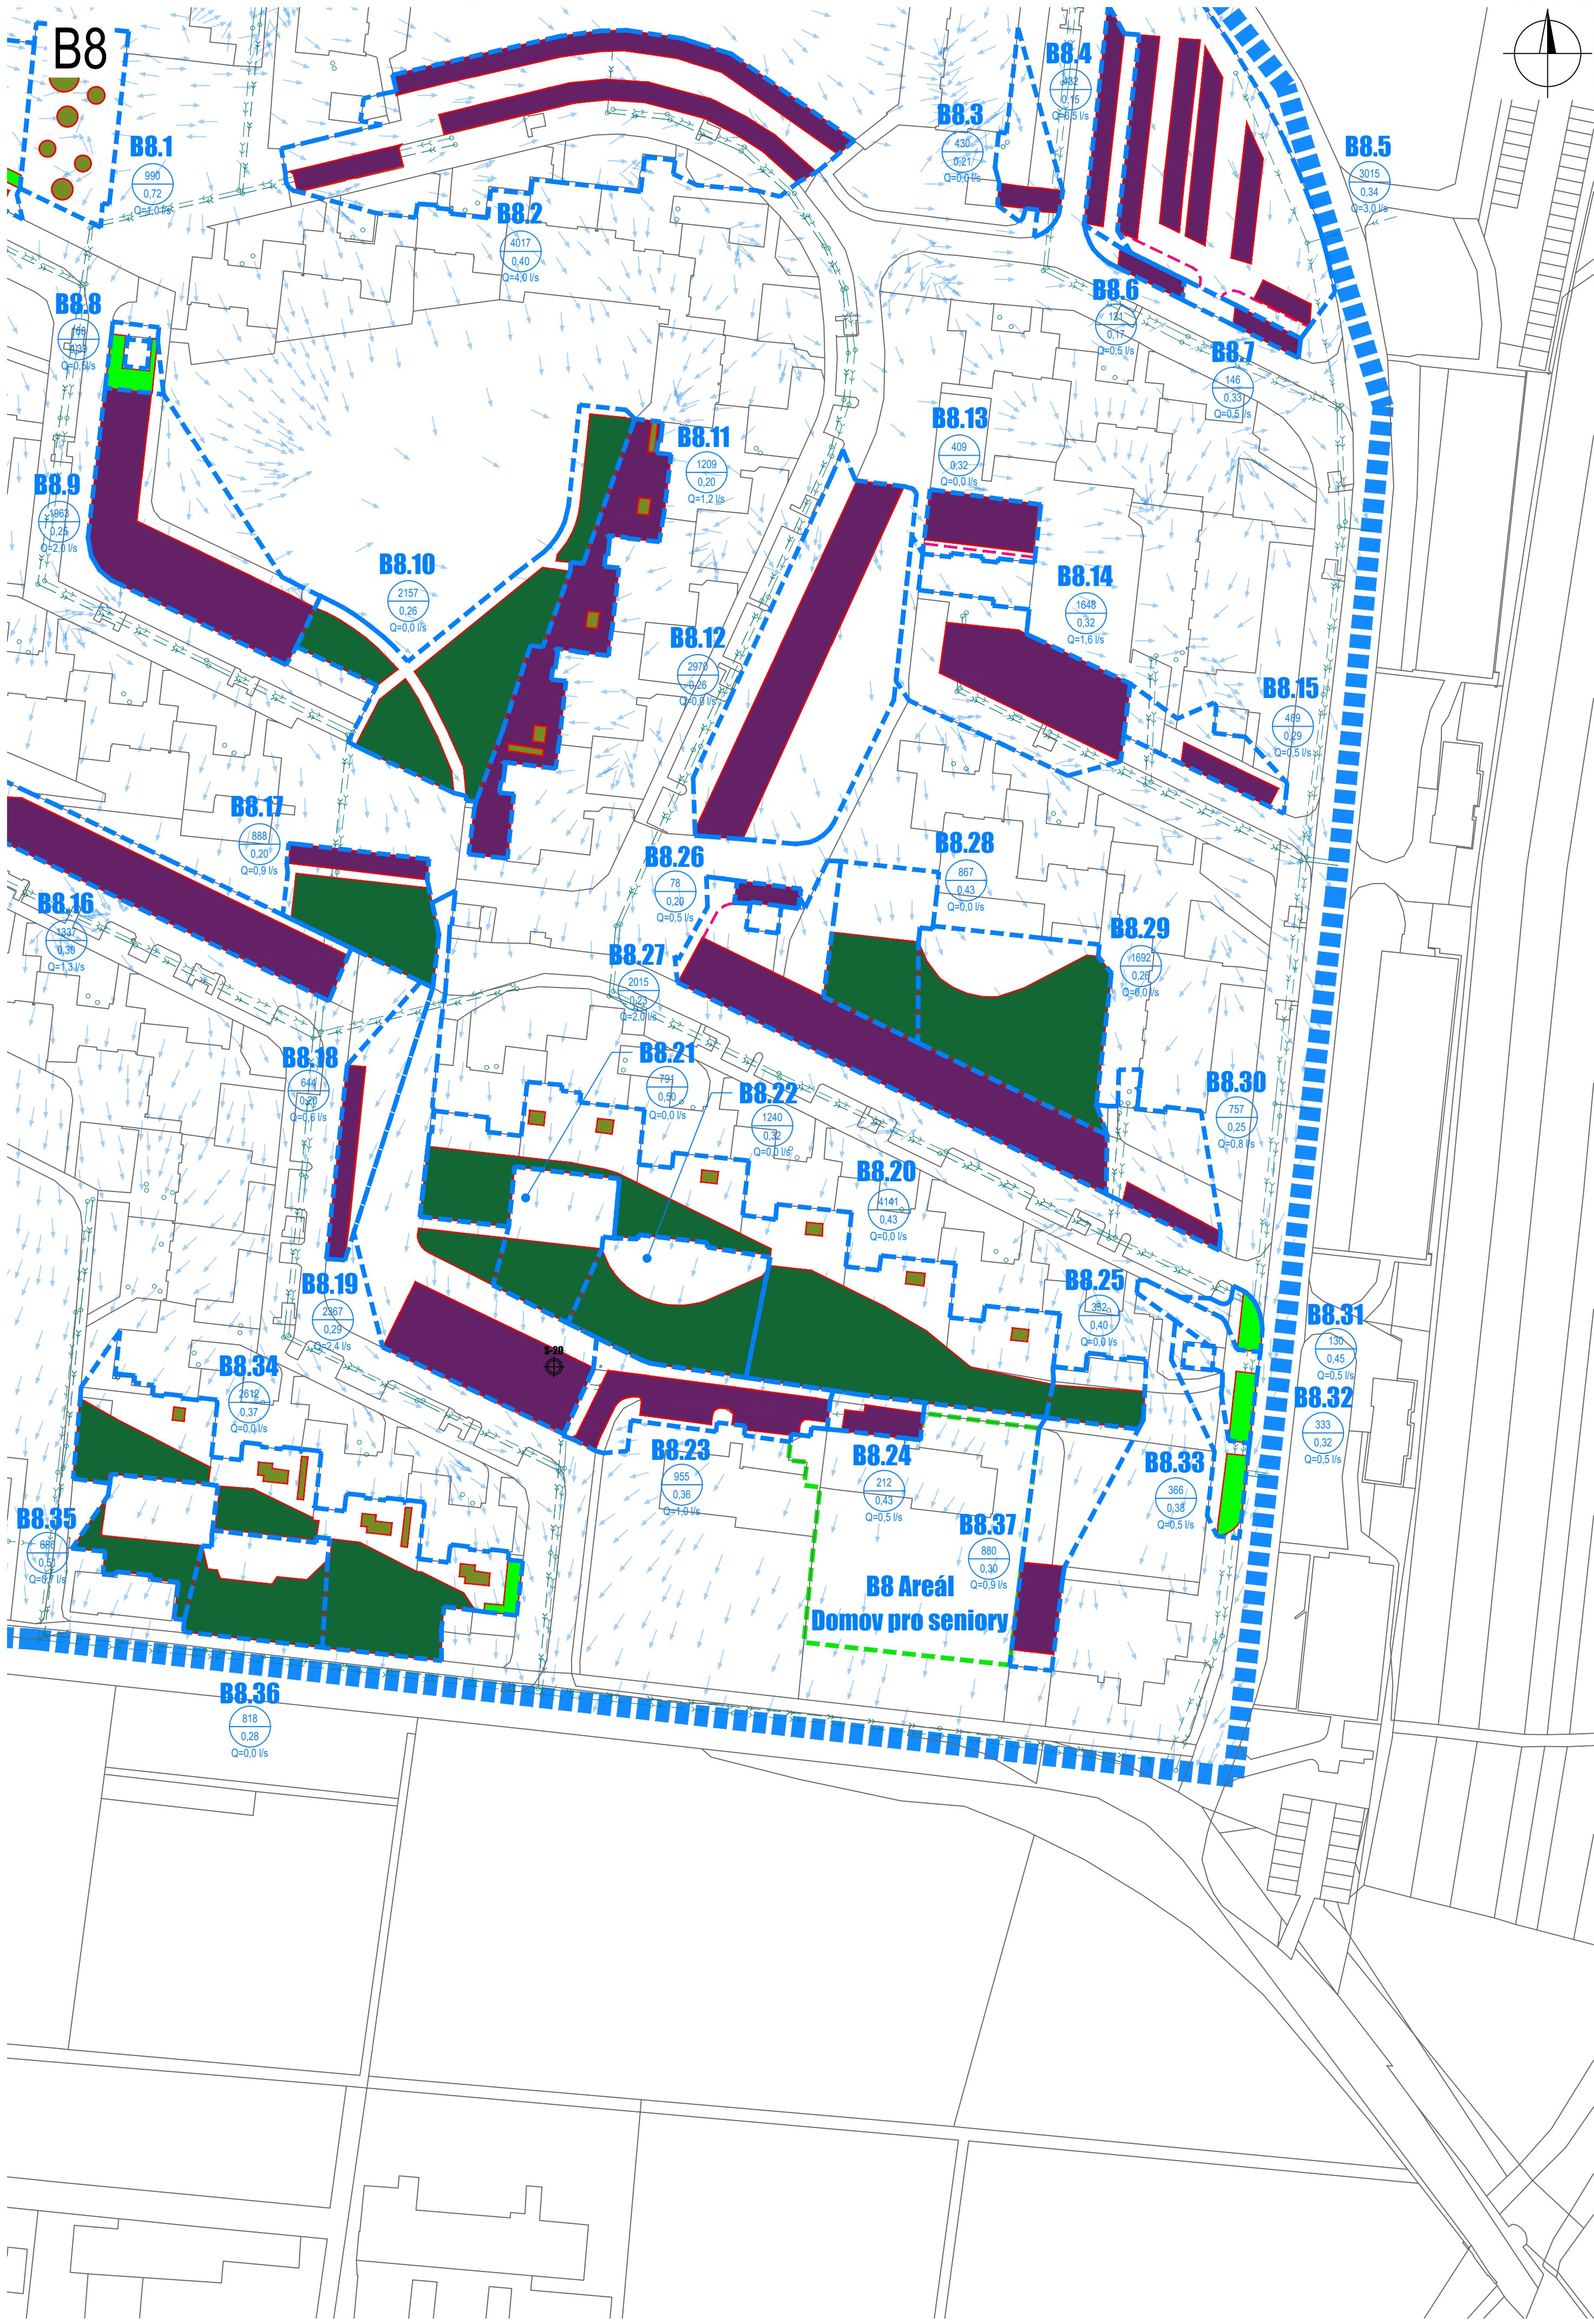 B8
B8.1
990
0,72
Q=1,0 l/s
B8.2
4017
0,40
Q=4,0 l/s
B8.3
430
0,21
Q=0,0 l/s
B8.4
432
0,15
Q=0,5 l/s
B8.5
3015
0,34
Q=3,0 l/s
B8.6
131
0,17
Q=0,5 l/s
B8.7
146
0,33
Q=0,5 l/s
B8.8
Q=0,5 l/s
B8.9
1963
0,25
Q=2,0 l/s
B8.10
2157
0,26
Q=0,0 l/s
B8.11
1209
0,20
Q=1,2 l/s
B8.12
2970
0,26
Q=0,0 l/s
B8.13
409
0,32
Q=0,0 l/s
B8.14
1648
0,32
Q=1,6 l/s
B8.15
489
0,29
Q=0,5 l/s
B8.16
1337
0,36
Q=1,3 l/s
B8.17
888
0,20
Q=0,9 l/s
B8.26
78
0,20
Q=0,5 l/s
B8.28
867
0,43
Q=0,0 l/s
B8.27
2015
0,23
Q=2,0 l/s
B8.29
1692
0,26
Q=0,0 l/s
B8.18
644
0,20
Q=0,6 l/s
B8.21
791
0,50
Q=0,0 l/s
B8.22
1240
0,32
Q=0,0 l/s
B8.30
757
0,25
Q=0,8 l/s
B8.20
4141
0,43
Q=0,0 l/s
B8.19
2367
0,29
Q=2,4 l/s
B8.25
352
0,40
Q=0,0 l/s
B8.31
130
0,45
Q=0,5 l/s
S-20
B8.34
2612
0,37
Q=0,0 l/s
B8.32
333
0,32
Q=0,5 l/s
B8.23
955
0,36
Q=1,0 l/s
B8.24
212
0,43
Q=0,5 l/s
B8.33
366
0,38
Q=0,5 l/s
B8.35
686
0,51
Q=0,7 l/s
B8.37
880
0,30
Q=0,9 l/s
B8 Areál
Domov pro seniory
B8.36
818
0,28
Q=0,0 l/s